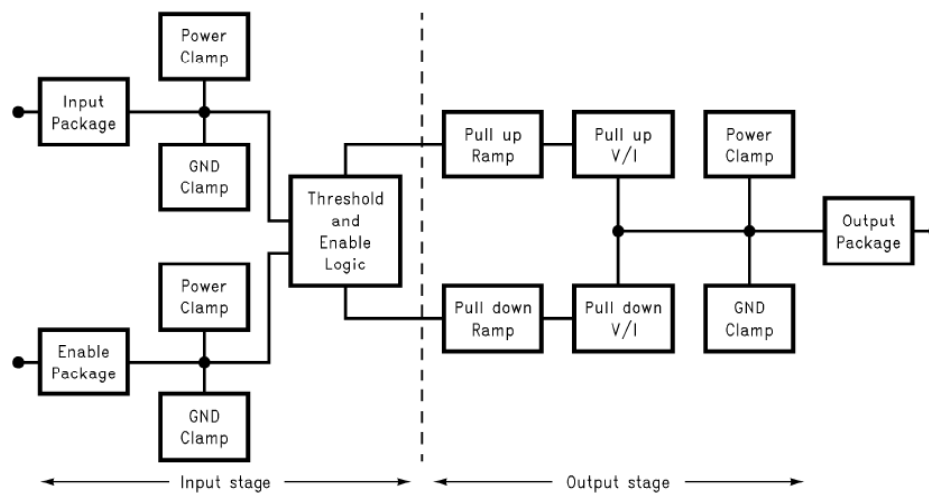 Power
Clamp
Input
Package
GND
Clamp
Power
Clamp
Enable
Package
GND
Clamp
Threshold
and
Enable
Logic
Pull up
Ramp
Pull up
V/I
Power
Clamp
Pull down
Ramp
Pull down
V/I
GND
Clamp
Output
Package
Input stage
Output stage